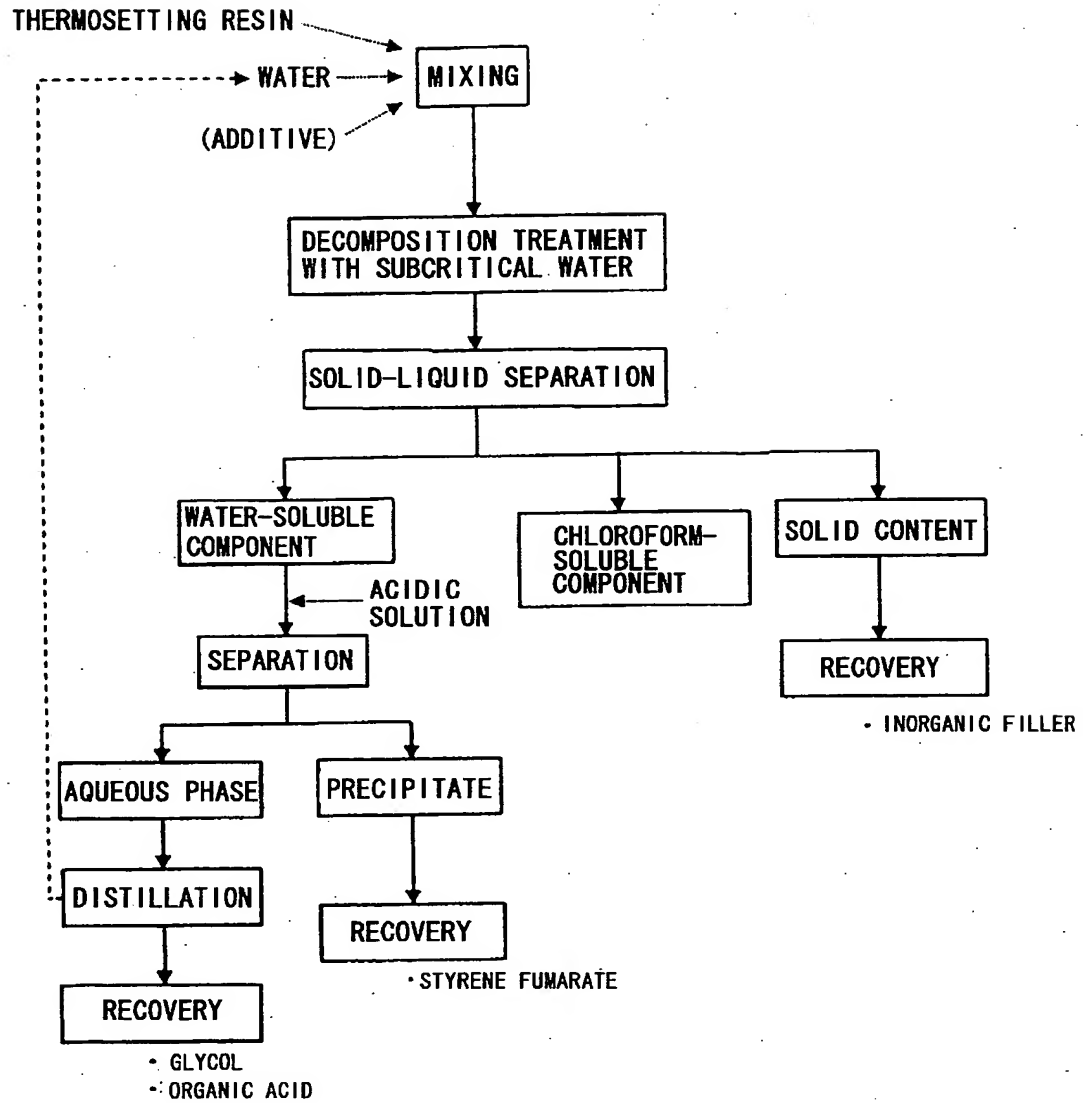 THERMOSETTING RESIN
WATER
MIXING
(ADDITIVE)
DECOMPOSITION TREATMENT
WITH SUBCRITICAL WATER
SOLID-LIQUID SEPARATION
WATER-SOLUBLE
COMPONENT
CHLOROFORM-
SOLUBLE
COMPONENT
SOLID CONTENT
ACIDIC
SOLUTION
SEPARATION
RECOVERY
· INORGANIC FILLER
AQUEOUS PHASE
PRECIPITATE
DISTILLATION
RECOVERY
· STYRENE FUMARATE
RECOVERY
· GLYCOL
· ORGANIC ACID